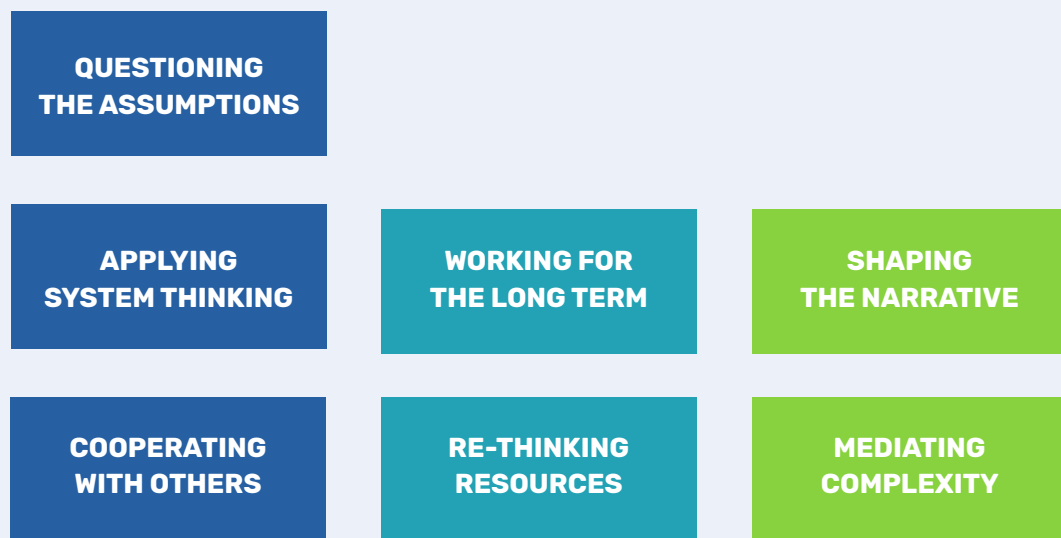 QUESTIONING
THE ASSUMPTIONS
APPLYING
SYSTEM THINKING
WORKING FOR
THE LONG TERM
SHAPING
THE NARRATIVE
COOPERATING
WITH OTHERS
RE-THINKING
RESOURCES
MEDIATING
COMPLEXITY